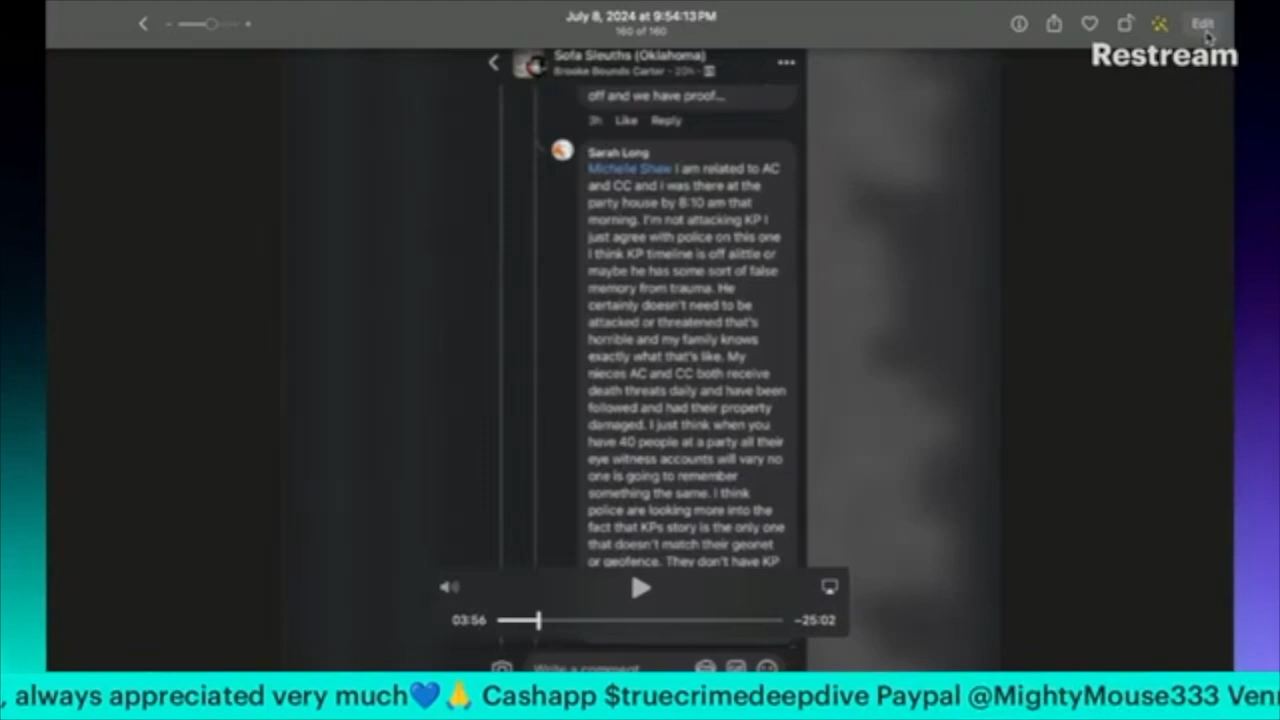 July 8, 2024 at 9:54:13 PM
160 of 160
Edit
Restream
Sofa Sleuths (Oklahoma)
Brooke Bounds Carter · 20h ·
off and we have proof...
3h Like Reply
Sarah Long
Michelle Shaw I am related to AC
and CC and i was there at the
party house by 8:10 am that
morning. I'm not attacking KP I
just agree with police on this one
i think KP timeline is off alittle or
maybe he has some sort of false
memory from trauma. He
certainly doesn't need to be
attacked or threatened that's
horrible and my family knows
exactly what that's like. My
nieces AC and CC both receive
death threats daily and have been
followed and had their property
damaged. I just think when you
have 40 people at a party all their
eye witness accounts will vary no
one is going to remember
something the same. I think
police are looking more into the
fact that KPs story is the only one
that doesn't match their geonet
or geofence. They don't have KP
03:56
-25:02
Write a comment
, always appreciated very much💙🙏 Cashapp $truecrimedeepdive Paypal @MightyMouse333 Ven